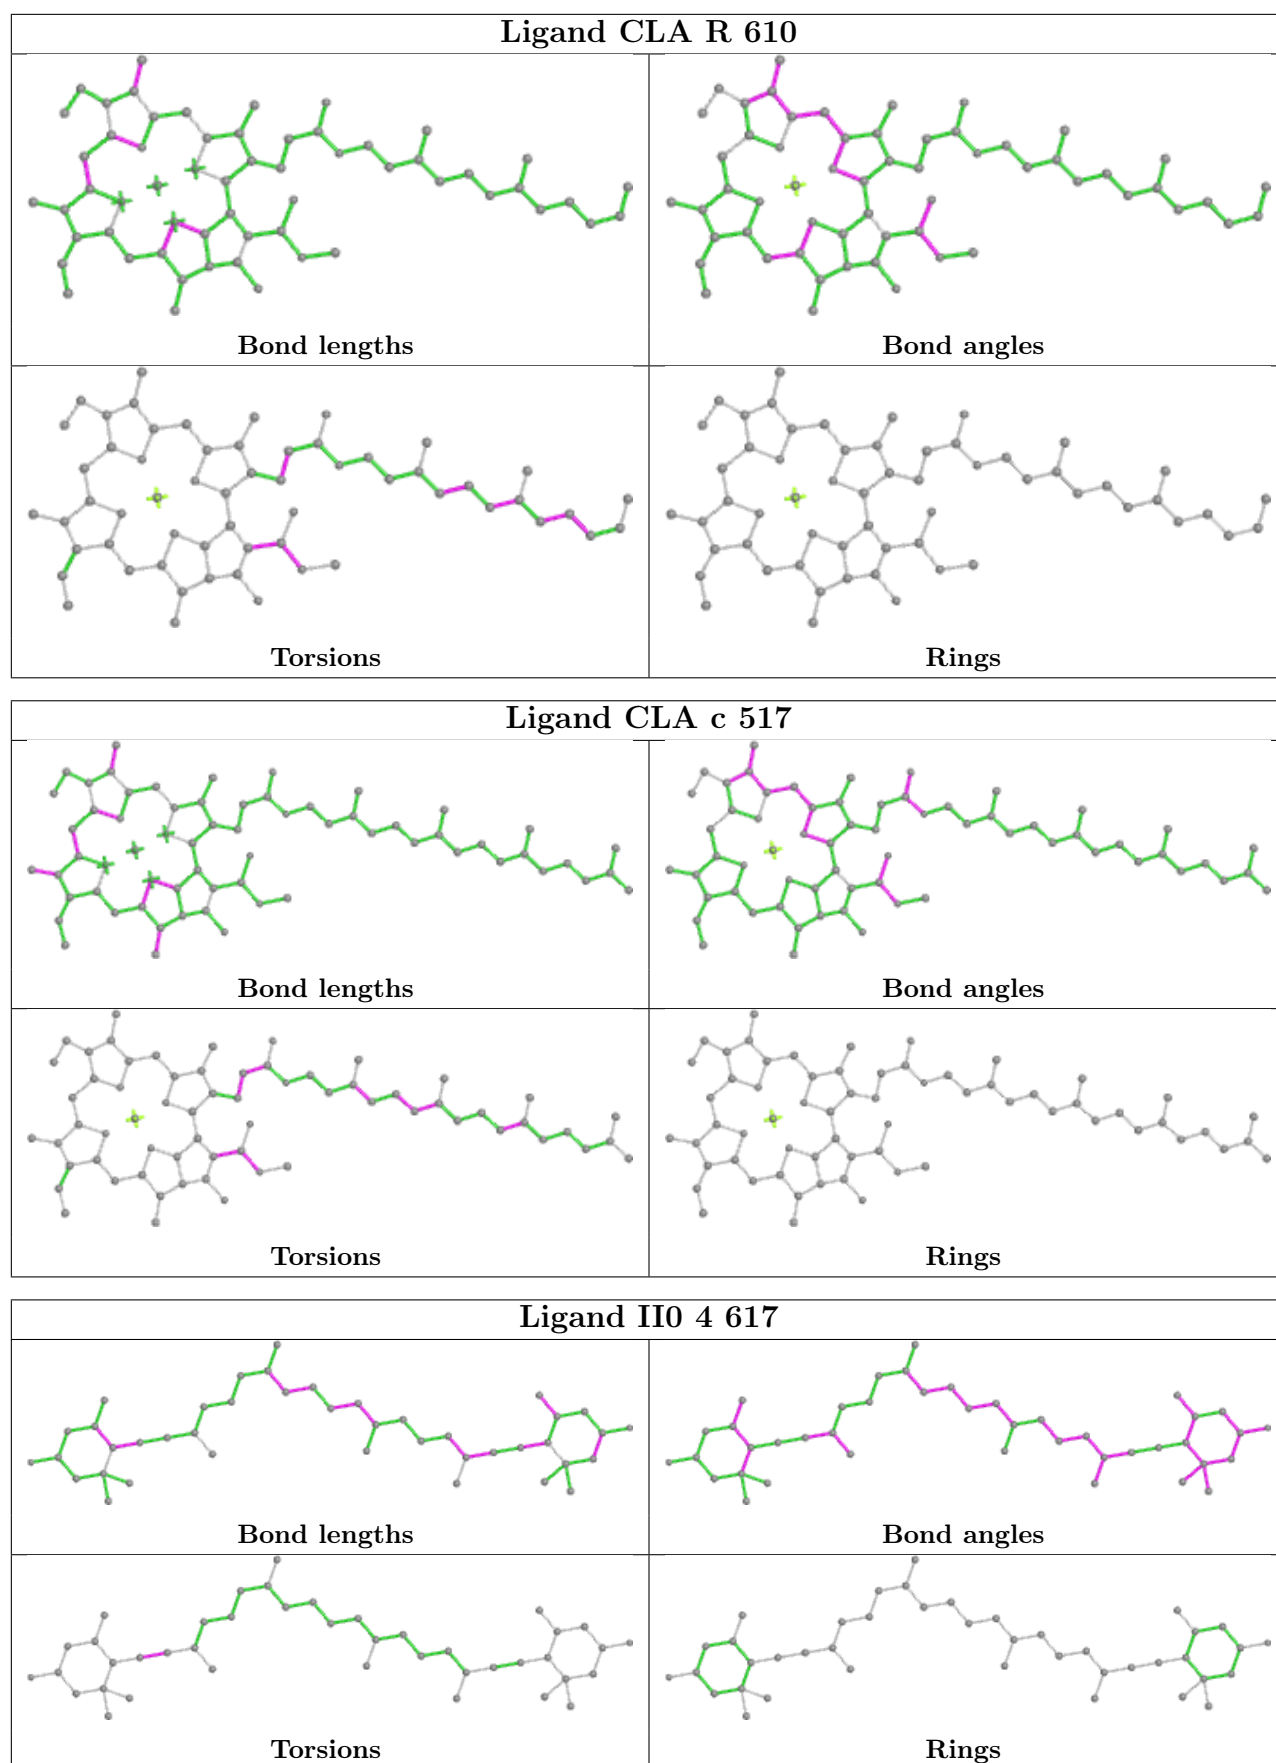 Ligand CLA R 610
Bond lengths
Bond angles
Torsions
Rings
Ligand CLA c 517
Bond lengths
Bond angles
Torsions
Rings
Ligand II0 4 617
Bond lengths
Bond angles
Torsions
Rings